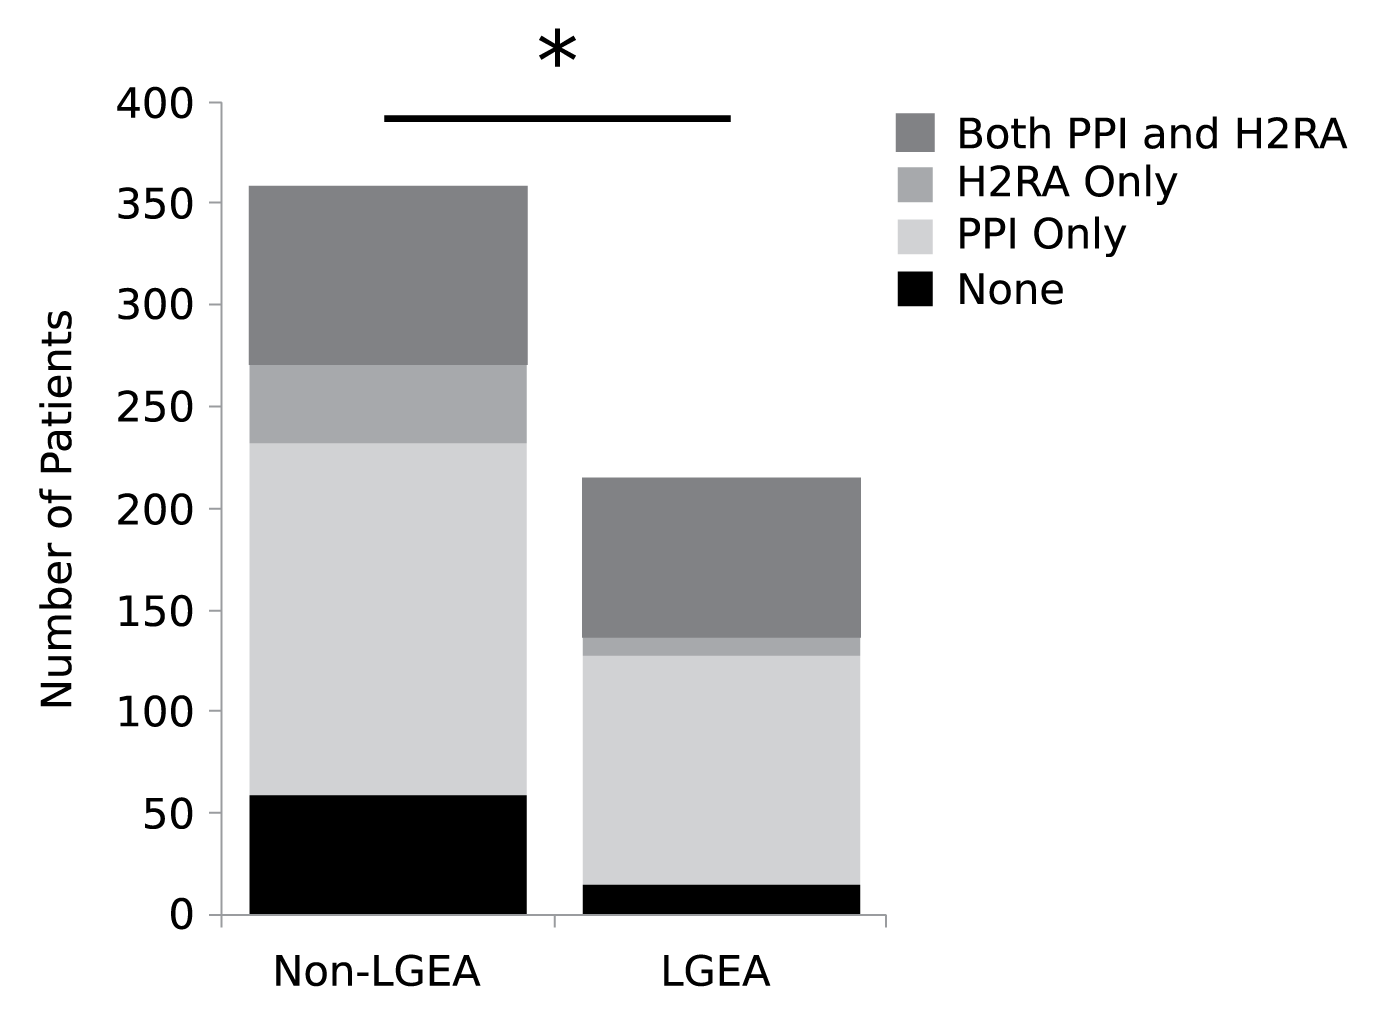 *
400
350
300
250
200
150
100
50
0
Number of Patients
Non-LGEA
LGEA
Both PPI and H2RA
H2RA Only
PPI Only
None